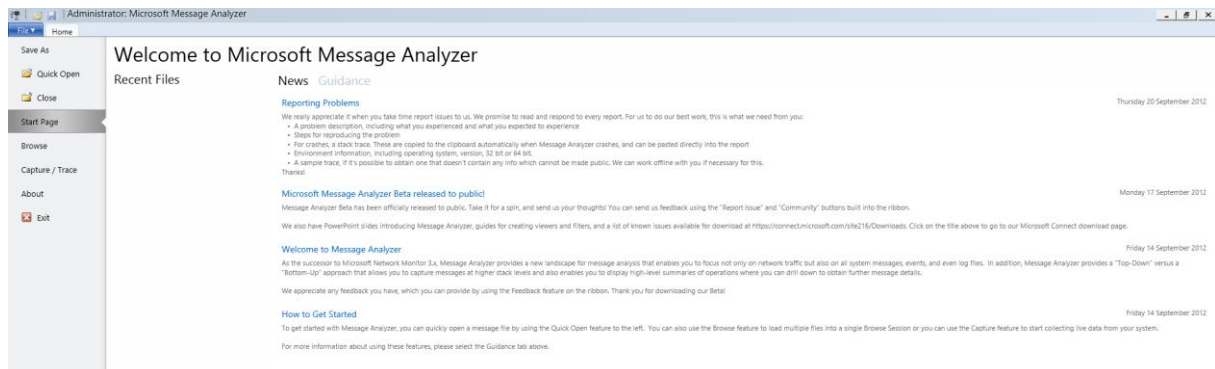 Administrator: Microsoft Message Analyzer
File
Home
Save As
Quick Open
Close
Start Page
Browse
Capture / Trace
About
Exit
Welcome to Microsoft Message Analyzer
Recent Files
News Guidance
Reporting Problems
Thursday 20 September 2012
We really appreciate it when you take time report issues to us. We promise to read and respond to every report. For us to do our best work, this is what we need from you:
• A problem description, including what you experienced and what you expected to experience
• Steps for reproducing the problem
• For crashes, a stack trace. These are copied to the clipboard automatically when Message Analyzer crashes, and can be pasted directly into the report
• Environment information, including operating system, version, 32 bit or 64 bit.
• A sample trace, if it's possible to obtain one that doesn't contain any info which cannot be made public. We can work offline with you if necessary for this.
Thanks!
Microsoft Message Analyzer Beta released to public!
Monday 17 September 2012
Message Analyzer Beta has been officially released to public. Take it for a spin, and send us your thoughts! You can send us feedback using the "Report Issue" and "Community" buttons built into the ribbon.
We also have PowerPoint slides introducing Message Analyzer, guides for creating viewers and filters, and a list of known issues available for download at https://connect.microsoft.com/site216/Downloads. Click on the title above to go to our Microsoft Connect download page.
Welcome to Message Analyzer
Friday 14 September 2012
As the successor to Microsoft Network Monitor 3.x, Message Analyzer provides a new landscape for message analysis that enables you to focus not only on network traffic but also on all system messages, events, and even log files. In addition, Message Analyzer provides a "Top-Down" versus a
"Bottom-Up" approach that allows you to capture messages at higher stack levels and also enables you to display high-level summaries of operations where you can drill down to obtain further message details.
We appreciate any feedback you have, which you can provide by using the Feedback feature on the ribbon. Thank you for downloading our Beta!
How to Get Started
Friday 14 September 2012
To get started with Message Analyzer, you can quickly open a message file by using the Quick Open feature to the left. You can also use the Browse feature to load multiple files into a single Browse Session or you can use the Capture feature to start collecting live data from your system.
For more information about using these features, please select the Guidance tab above.